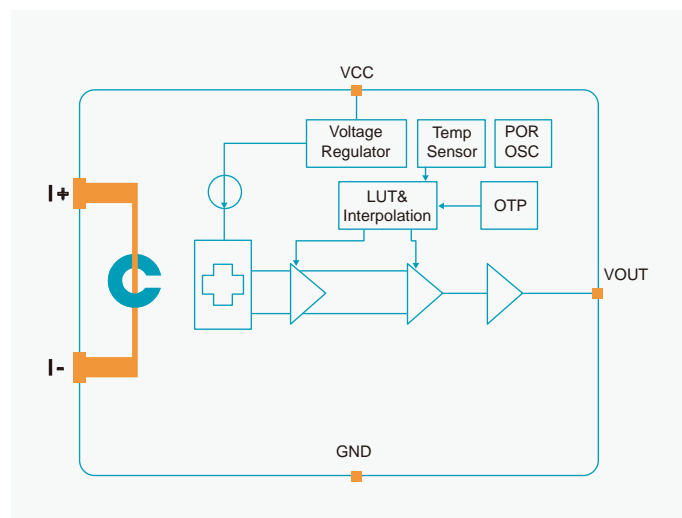 VCC
Voltage
Regulator
Temp
Sensor
POR
OSC
I+
LUT&
Interpolation
OTP
VOUT
I-
GND